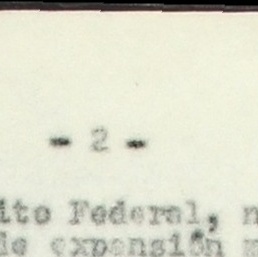 - 2 -
ito Federal, n
de expansión m